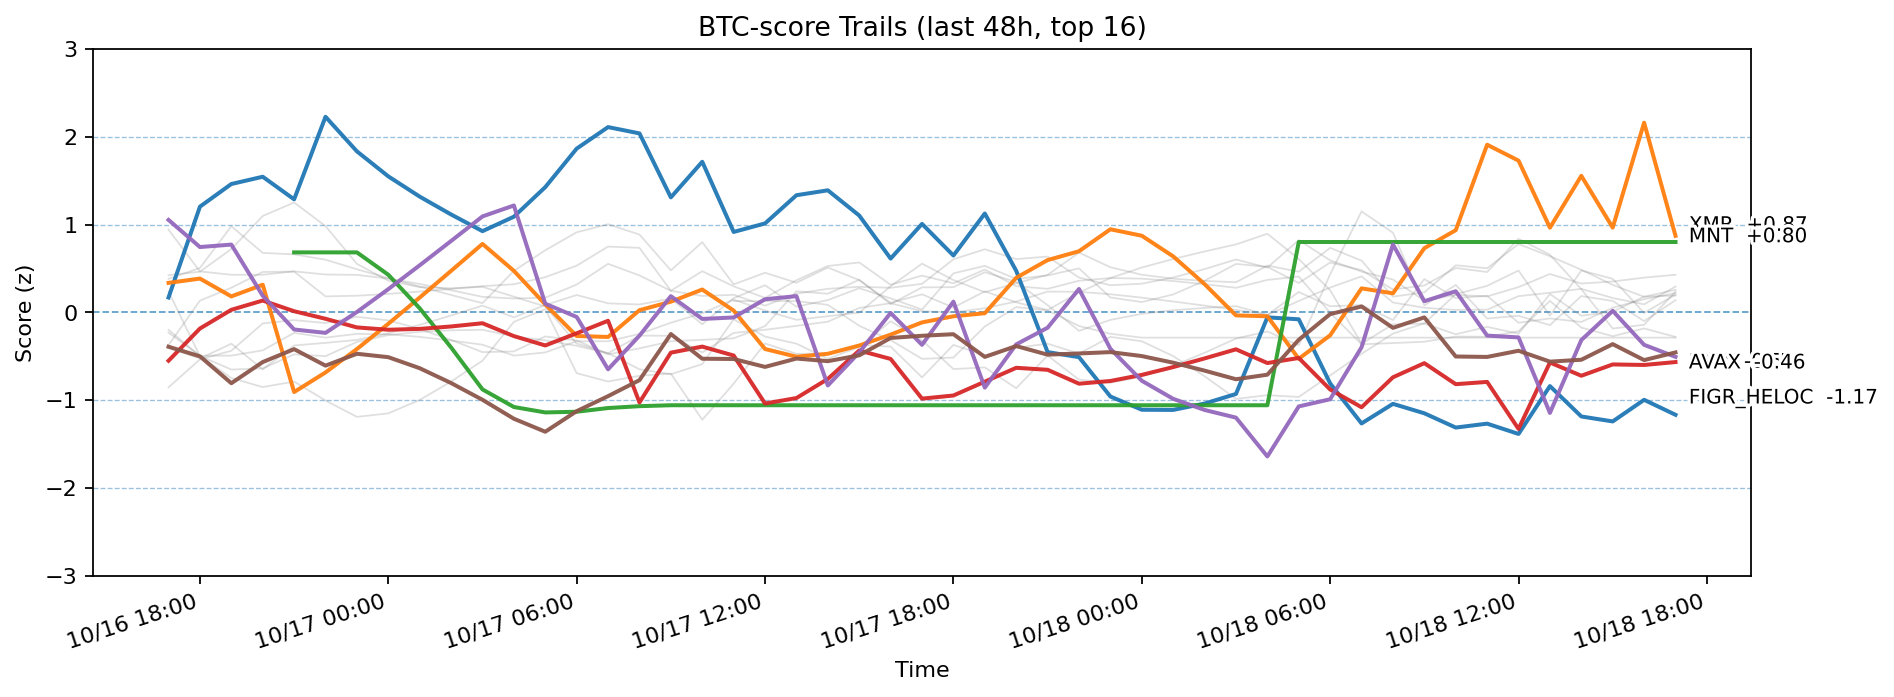 BTC-score Trails (last 48h, top 16)
Score (z)
3
2
1
0
−1
−2
−3
XMR +0.87
MNT +0.80
AVAX
FIGR_HELOC -1.17
10/16 18:00
10/17 00:00
10/17 06:00
10/17 12:00
10/17 18:00
10/18 00:00
10/18 06:00
10/18 12:00
10/18 18:00
Time